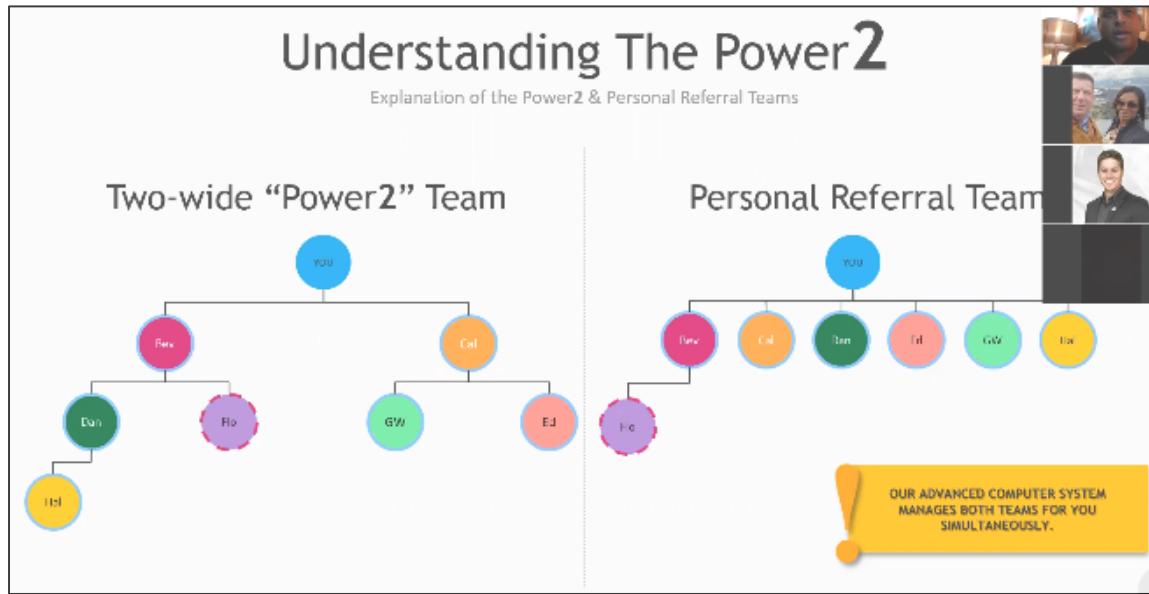 Understanding The Power2
Explanation of the Power2 & Personal Referral Teams
Two-wide “Power2” Team
YOU
Bev
Cal
Dan
Flo
GW
Ed
Hal
Personal Referral Team
YOU
Bev
Cal
Dan
Ed
GW
Hal
Flo
OUR ADVANCED COMPUTER SYSTEM
MANAGES BOTH TEAMS FOR YOU
SIMULTANEOUSLY.